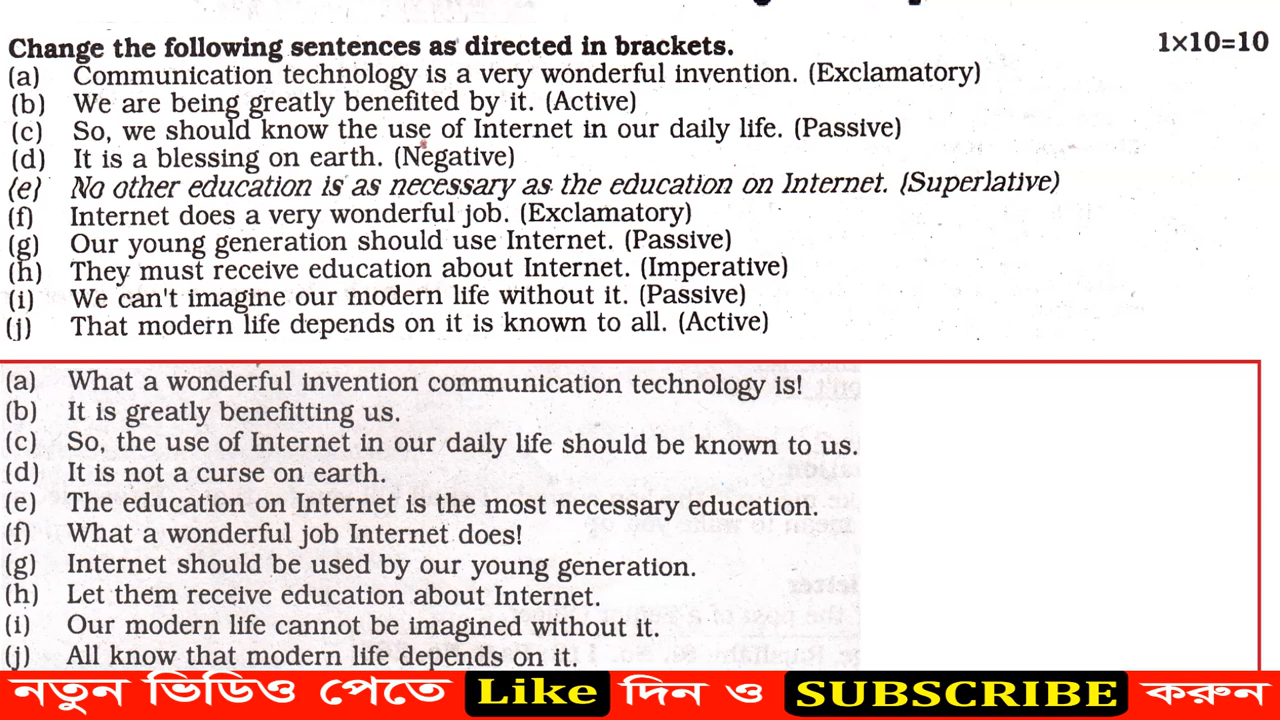 Change the following sentences as directed in brackets. 1×10=10
(a) Communication technology is a very wonderful invention. (Exclamatory)
(b) We are being greatly benefited by it. (Active)
(c) So, we should know the use of Internet in our daily life. (Passive)
(d) It is a blessing on earth. (Negative)
(e) No other education is as necessary as the education on Internet. (Superlative)
(f) Internet does a very wonderful job. (Exclamatory)
(g) Our young generation should use Internet. (Passive)
(h) They must receive education about Internet. (Imperative)
(i) We can't imagine our modern life without it. (Passive)
(j) That modern life depends on it is known to all. (Active)
(a) What a wonderful invention communication technology is!
(b) It is greatly benefitting us.
(c) So, the use of Internet in our daily life should be known to us.
(d) It is not a curse on earth.
(e) The education on Internet is the most necessary education.
(f) What a wonderful job Internet does!
(g) Internet should be used by our young generation.
(h) Let them receive education about Internet.
(i) Our modern life cannot be imagined without it.
(j) All know that modern life depends on it.
নতুন ভিডিও পেতে Like দিন ও SUBSCRIBE করুন